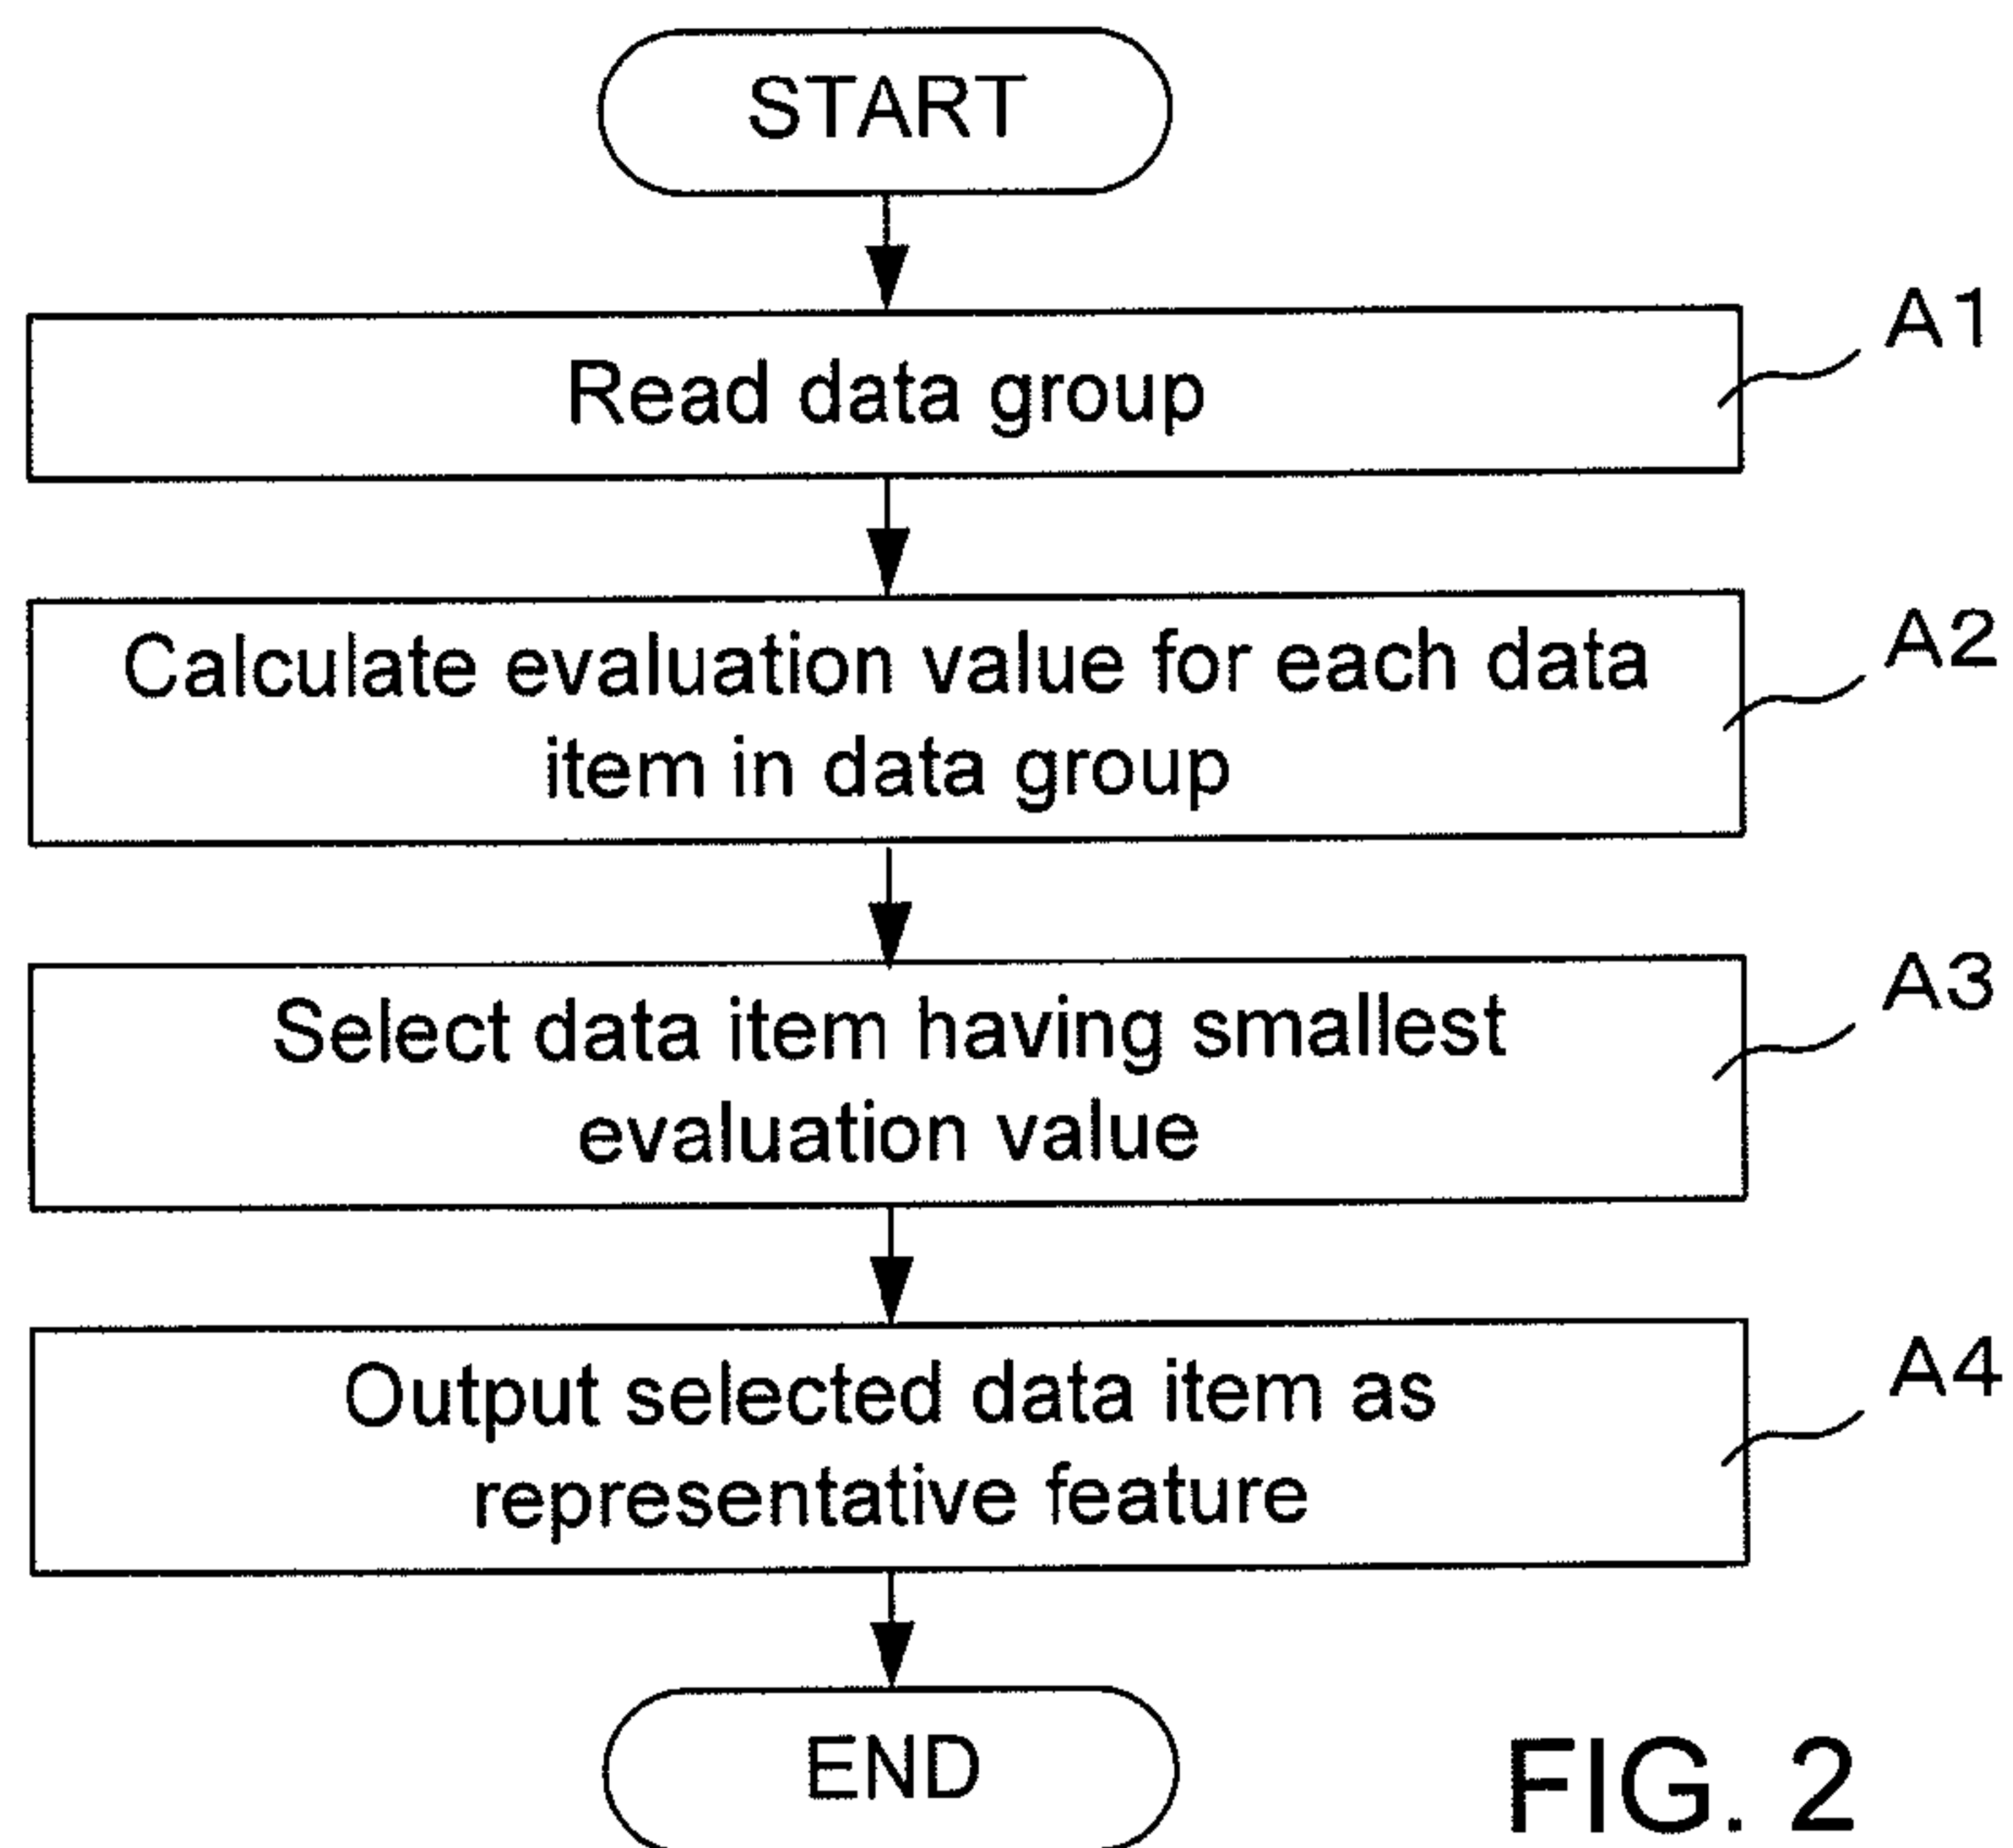 START
Read data group
A1
Calculate evaluation value for each data
item in data group
A2
Select data item having smallest
evaluation value
A3
Output selected data item as
representative feature
A4
END
FIG. 2